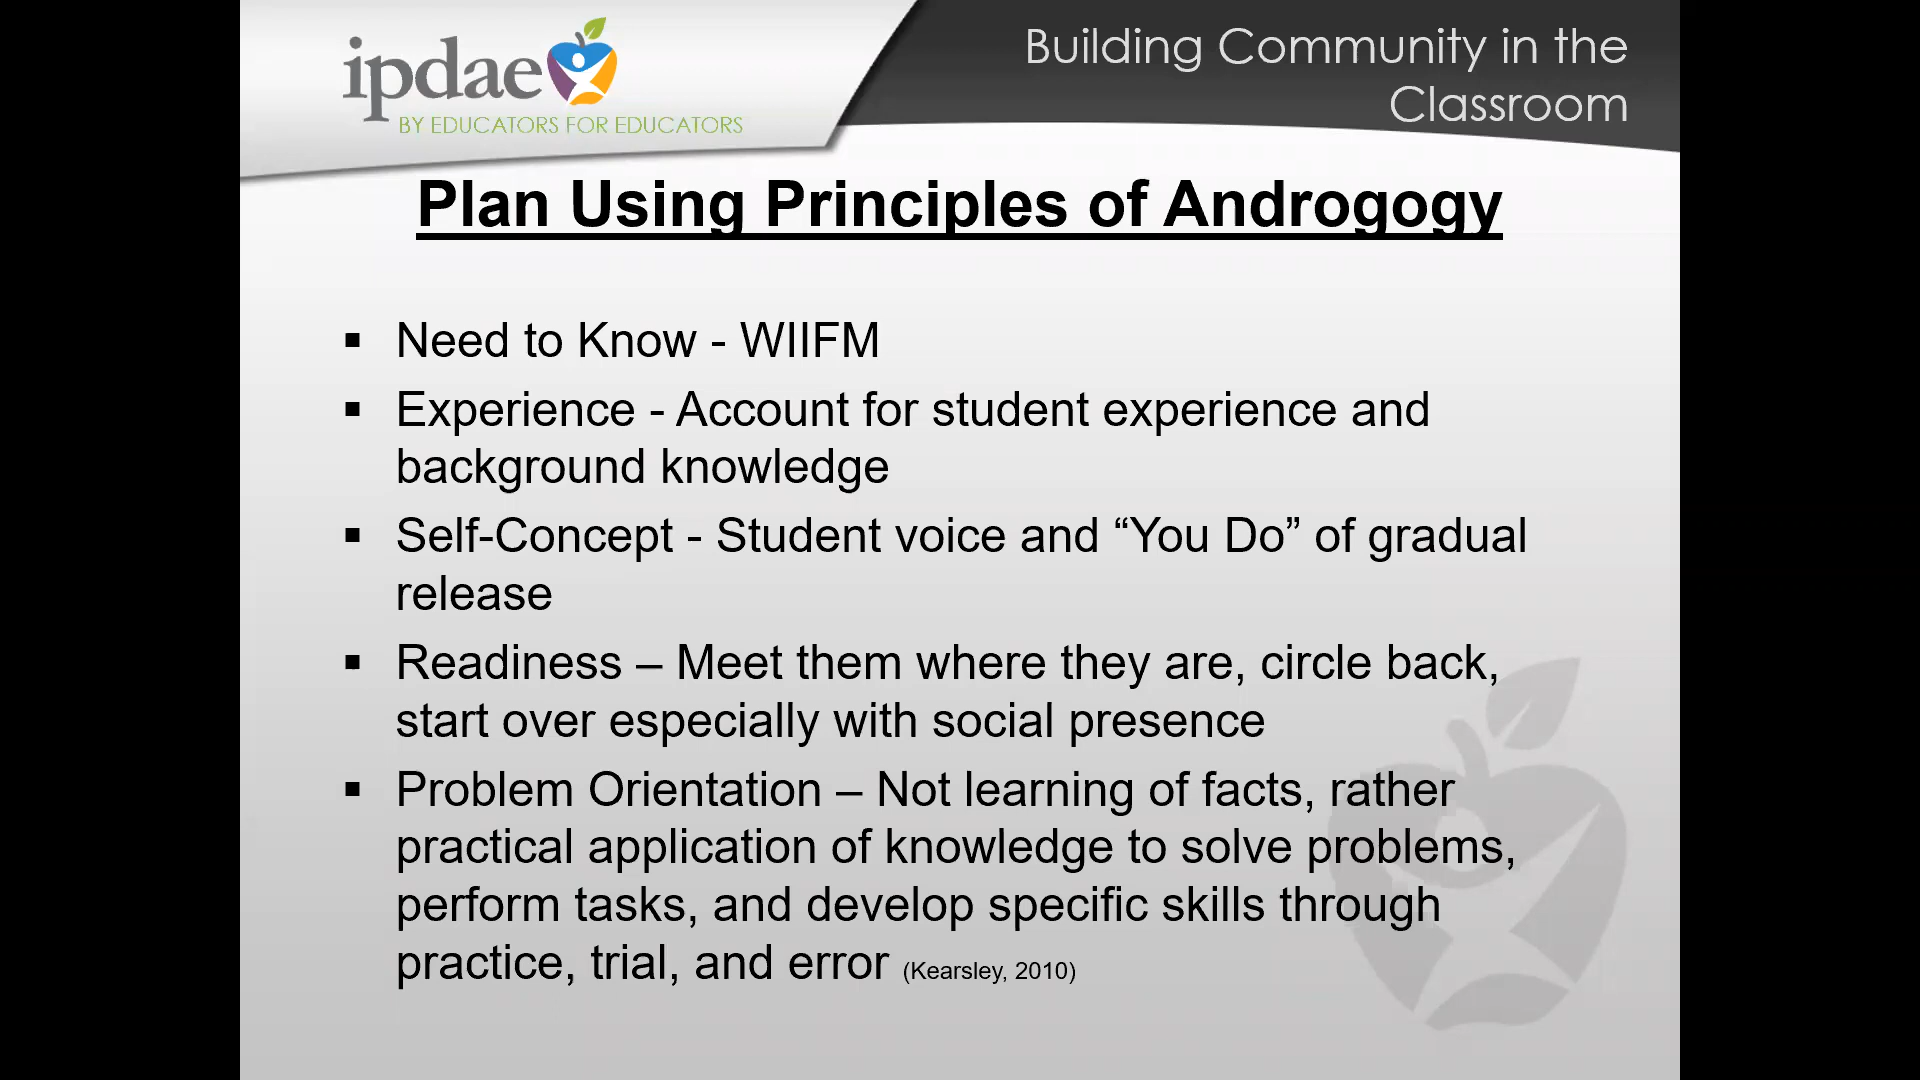 ipdae
BY EDUCATORS FOR EDUCATORS
Building Community in the
Classroom
Plan Using Principles of Androgogy
▪ Need to Know - WIIFM
▪ Experience - Account for student experience and
background knowledge
▪ Self-Concept - Student voice and “You Do” of gradual
release
▪ Readiness – Meet them where they are, circle back,
start over especially with social presence
▪ Problem Orientation – Not learning of facts, rather
practical application of knowledge to solve problems,
perform tasks, and develop specific skills through
practice, trial, and error (Kearsley, 2010)